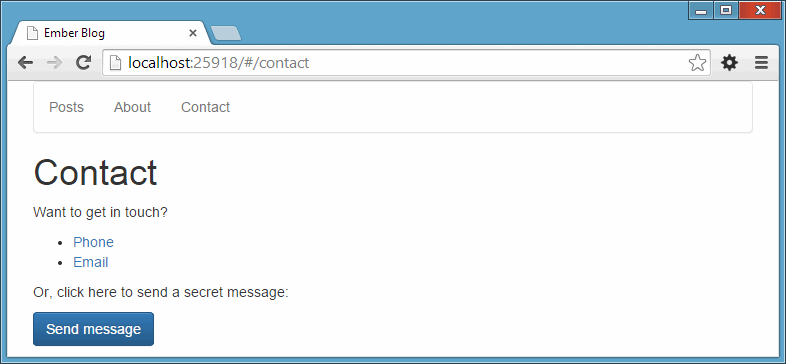 Ember Blog
localhost:25918/#/contact
Posts About Contact
Contact
Want to get in touch?
Phone
Email
Or, click here to send a secret message:
Send message